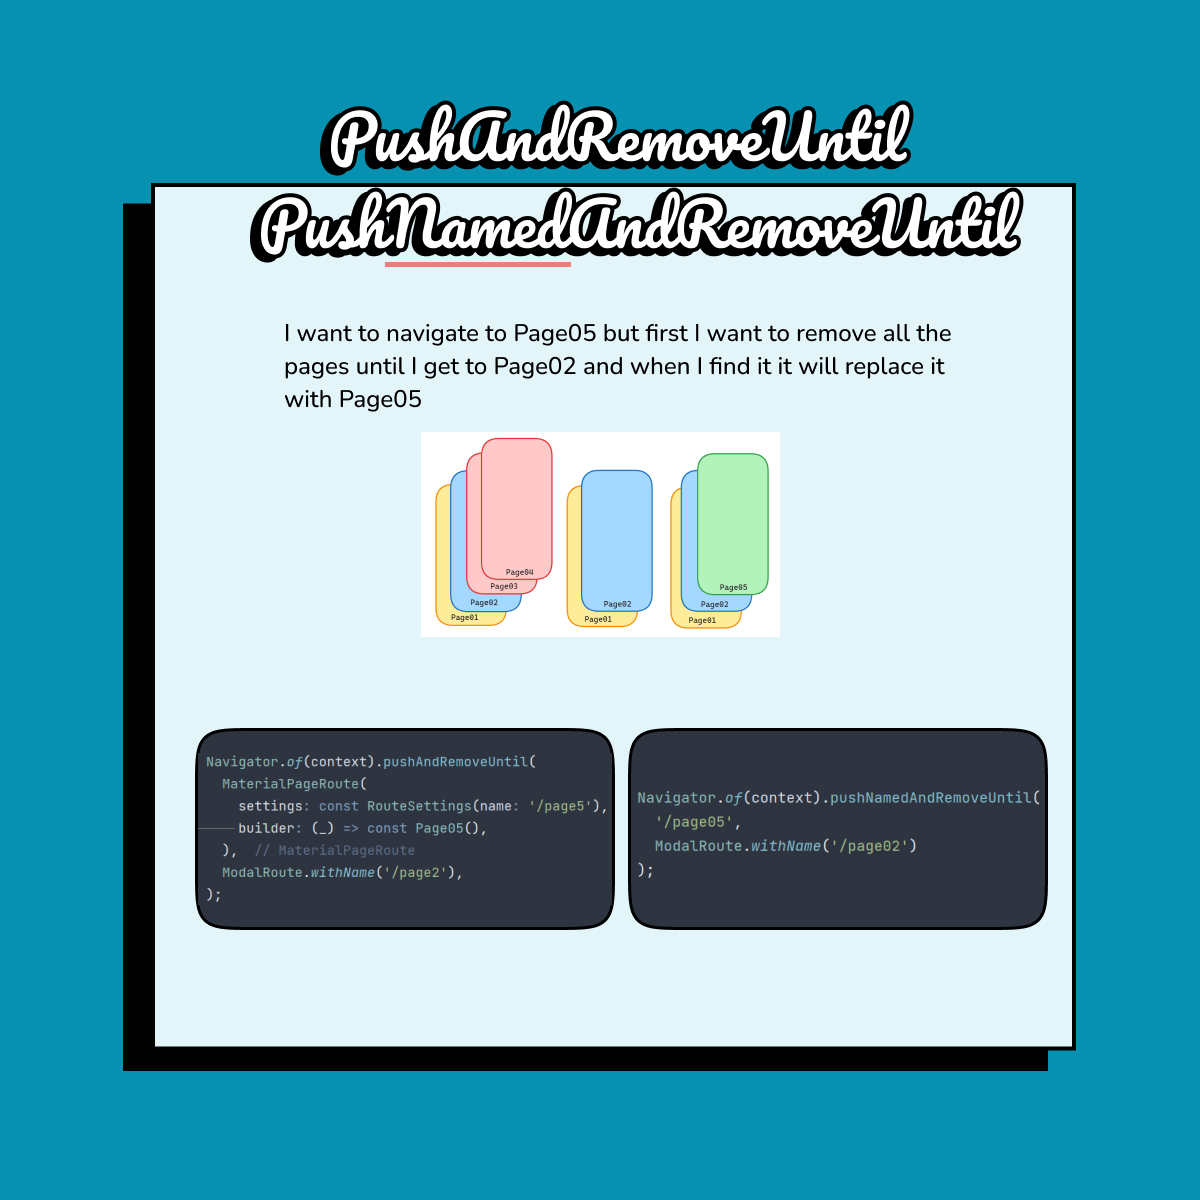 PushAndRemoveUntil
PushNamedAndRemoveUntil
I want to navigate to Page05 but first I want to remove all the
pages until I get to Page02 and when I find it it will replace it
with Page05
Page04
Page03
Page02
Page01
Page02
Page01
Page05
Page02
Page01
Navigator.of(context).pushAndRemoveUntil(
MaterialPageRoute(
settings: const RouteSettings(name: '/page5'),
builder: (_) => const Page05(),
), // MaterialPageRoute
ModalRoute.withName('/page2'),
);
Navigator.of(context).pushNamedAndRemoveUntil(
'/page05',
ModalRoute.withName('/page02')
);